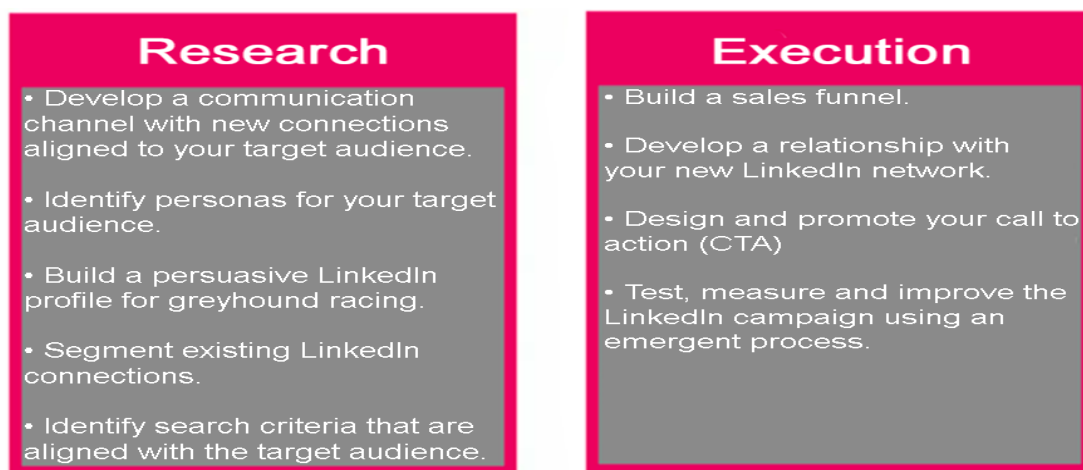 Research
• Develop a communication
channel with new connections
aligned to your target audience.
• Identify personas for your target
audience.
• Build a persuasive LinkedIn
profile for greyhound racing.
• Segment existing LinkedIn
connections.
• Identify search criteria that are
aligned with the target audience.
Execution
• Build a sales funnel.
• Develop a relationship with
your new LinkedIn network.
• Design and promote your call to
action (CTA)
• Test, measure and improve the
LinkedIn campaign using an
emergent process.